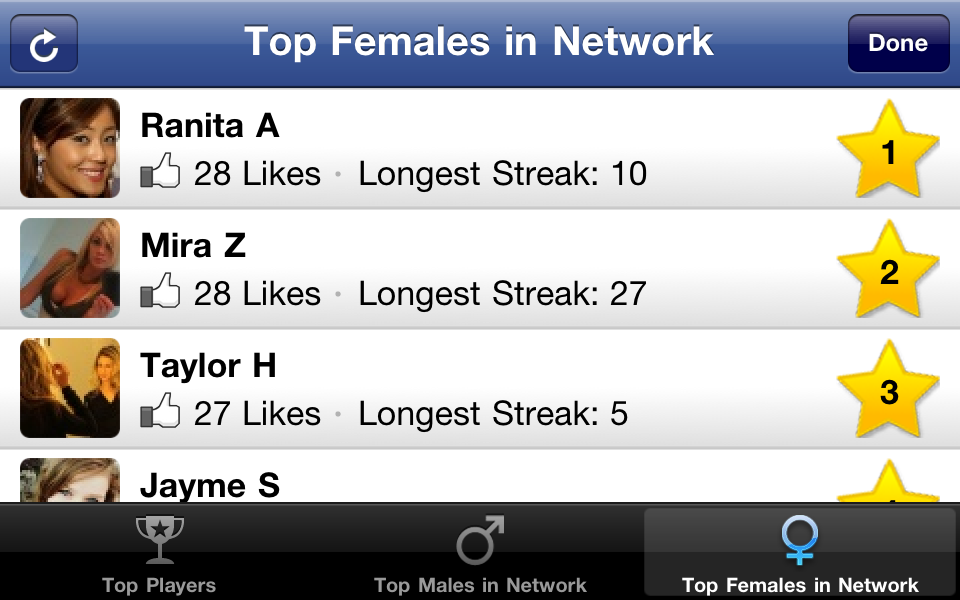 Top Females in Network
Done
Ranita A
28 Likes · Longest Streak: 10
1
Mira Z
28 Likes · Longest Streak: 27
2
Taylor H
27 Likes · Longest Streak: 5
3
Jayme S
Top Players
Top Males in Network
Top Females in Network